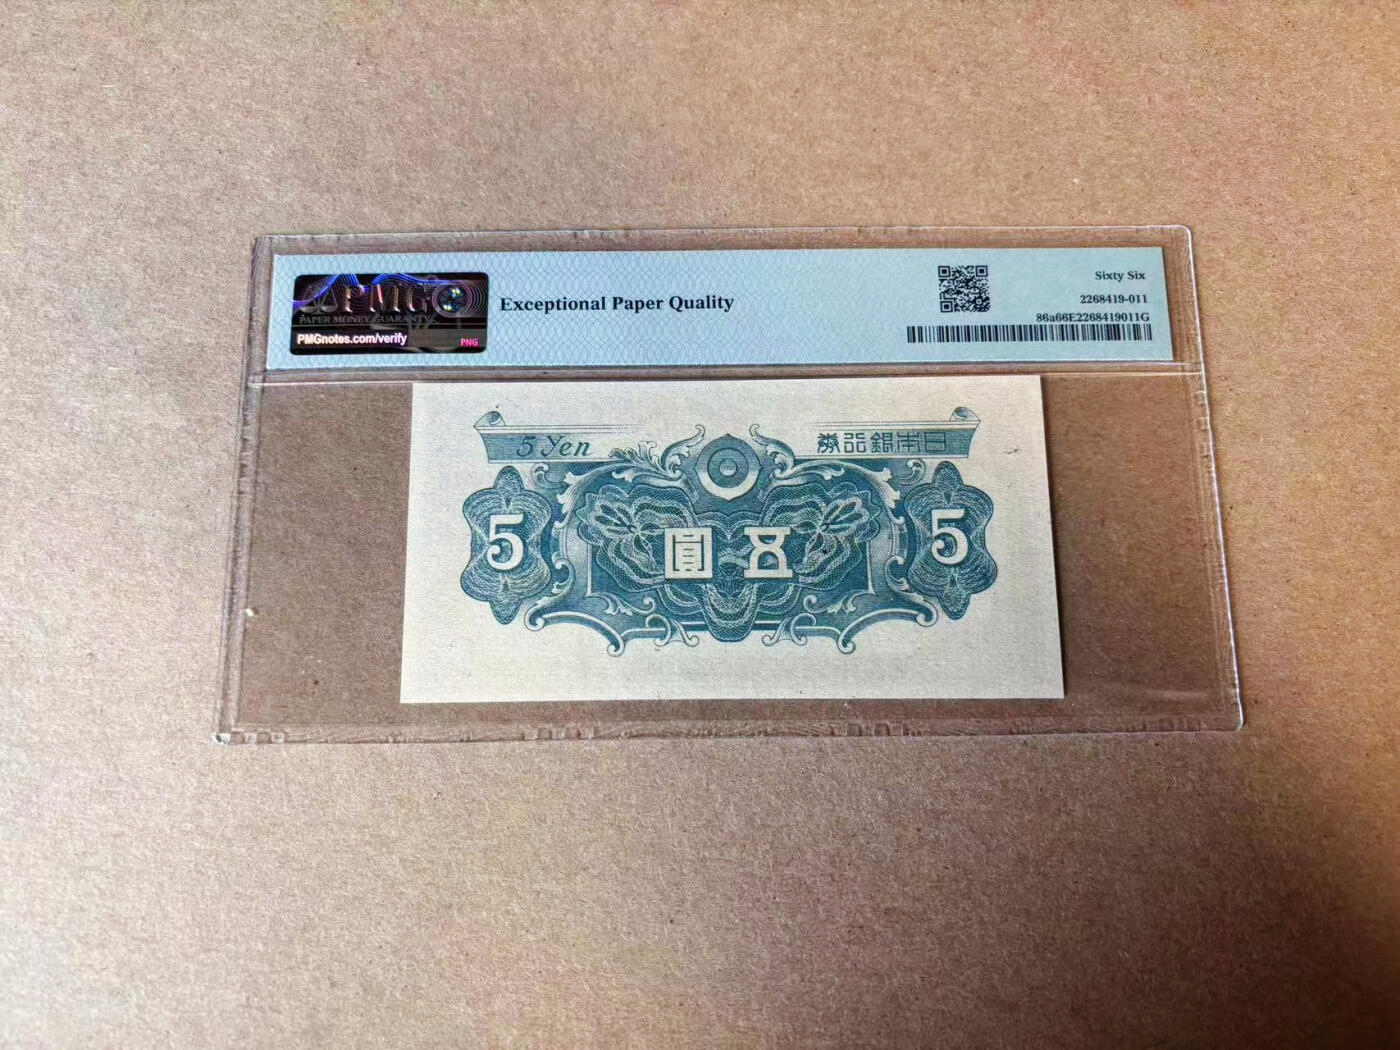 PMG
PAPER MONEY GUARANTY
PMGnotes.com/verify
PNG
Exceptional Paper Quality
Sixty Six
2268419-011
86a66E2268419011G
5 Yen
日本銀行券
5
五圓
5